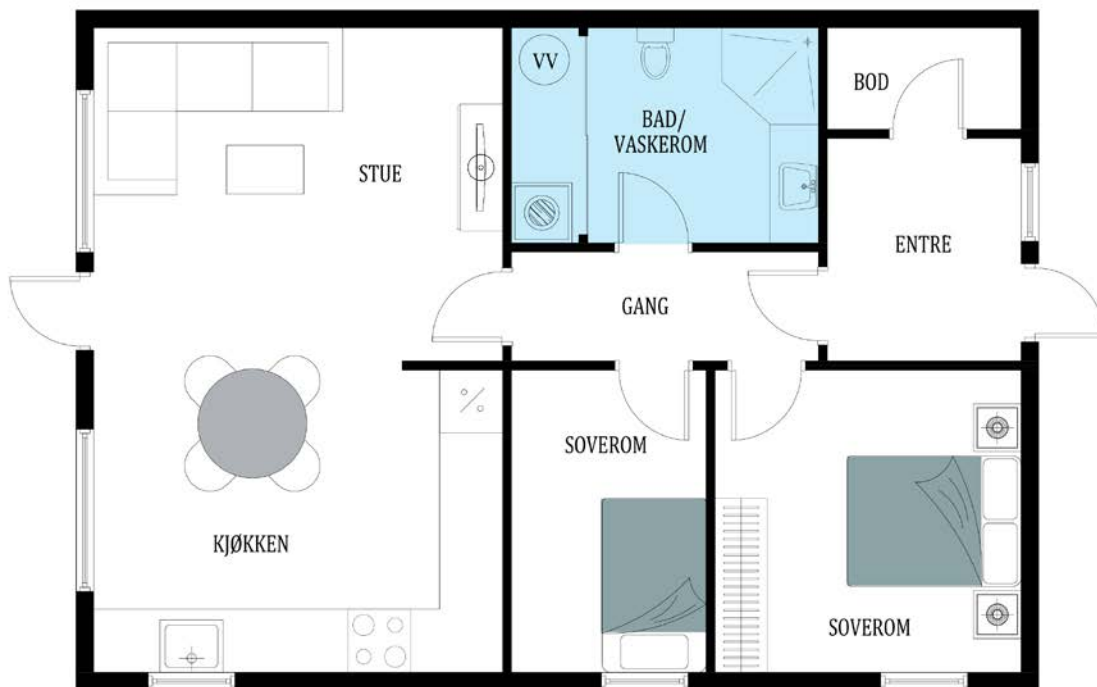 VV
BAD/
VASKEROM
BOD
STUE
ENTRE
GANG
SOVEROM
KJØKKEN
SOVEROM